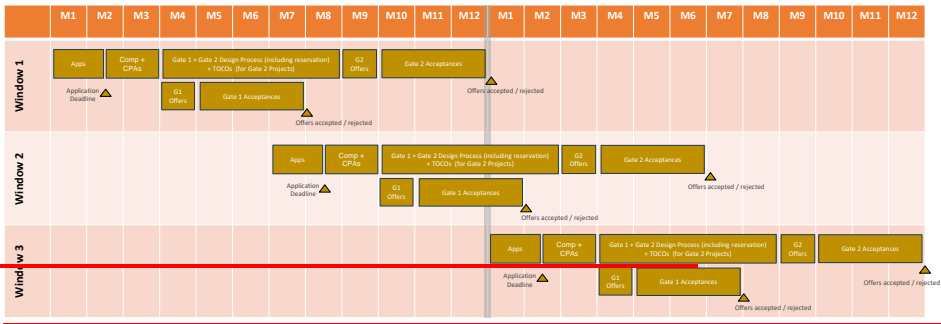 M1 M2 M3 M4 M5 M6 M7 M8 M9 M10 M11 M12 M1 M2 M3 M4 M5 M6 M7 M8 M9 M10 M11 M12
Window 1
Apps
Comp +
CPAs
Gate 1 + Gate 2 Design Process (including reservation)
+ TOCOs (for Gate 2 Projects)
G2
Offers
Gate 2 Acceptances
Application
Deadline
G1
Offers
Gate 1 Acceptances
Offers accepted / rejected
Offers accepted / rejected
Window 2
Apps
Comp +
CPAs
Gate 1 + Gate 2 Design Process (including reservation)
+ TOCOs (for Gate 2 Projects)
G2
Offers
Gate 2 Acceptances
Application
Deadline
G1
Offers
Gate 1 Acceptances
Offers accepted / rejected
Offers accepted / rejected
Window 3
Apps
Comp +
CPAs
Gate 1 + Gate 2 Design Process (including reservation)
+ TOCOs (for Gate 2 Projects)
G2
Offers
Gate 2 Acceptances
Application
Deadline
G1
Offers
Gate 1 Acceptances
Offers accepted / rejected
Offers accepted / rejected